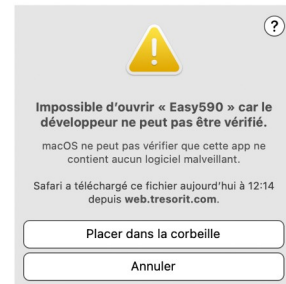 ?
Impossible d'ouvrir « Easy590 » car le
développeur ne peut pas être vérifié.
macOS ne peut pas vérifier que cette app ne
contient aucun logiciel malveillant.
Safari a téléchargé ce fichier aujourd'hui à 12:14
depuis web.tresorit.com.
Placer dans la corbeille
Annuler